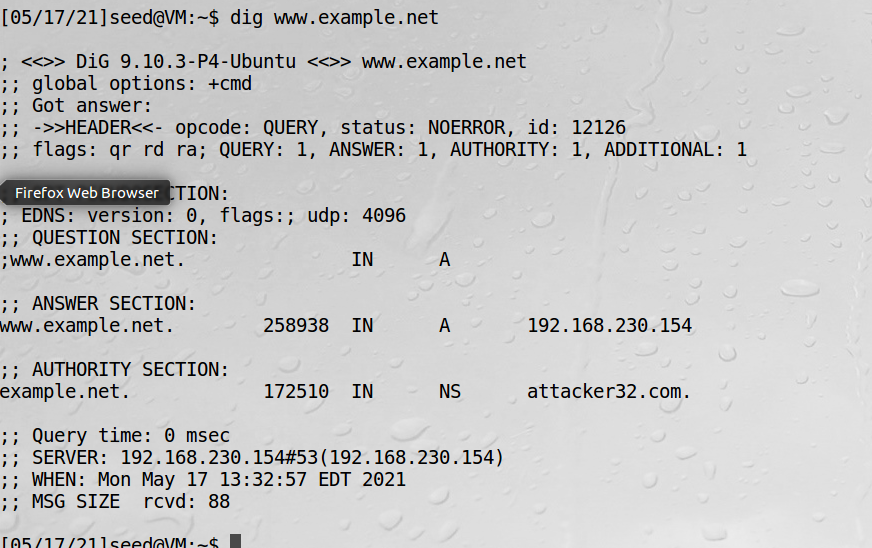 [05/17/21]seed@VM:~$ dig www.example.net
; <<>> DiG 9.10.3-P4-Ubuntu <<>> www.example.net
;; global options: +cmd
;; Got answer:
;; ->>HEADER<<- opcode: QUERY, status: NOERROR, id: 12126
;; flags: qr rd ra; QUERY: 1, ANSWER: 1, AUTHORITY: 1, ADDITIONAL: 1
Firefox Web Browser CTION:
; EDNS: version: 0, flags:; udp: 4096
;; QUESTION SECTION:
;www.example.net. IN A
;; ANSWER SECTION:
www.example.net. 258938 IN A 192.168.230.154
;; AUTHORITY SECTION:
example.net. 172510 IN NS attacker32.com.
;; Query time: 0 msec
;; SERVER: 192.168.230.154#53(192.168.230.154)
;; WHEN: Mon May 17 13:32:57 EDT 2021
;; MSG SIZE rcvd: 88
[05/17/21]seed@VM:~$